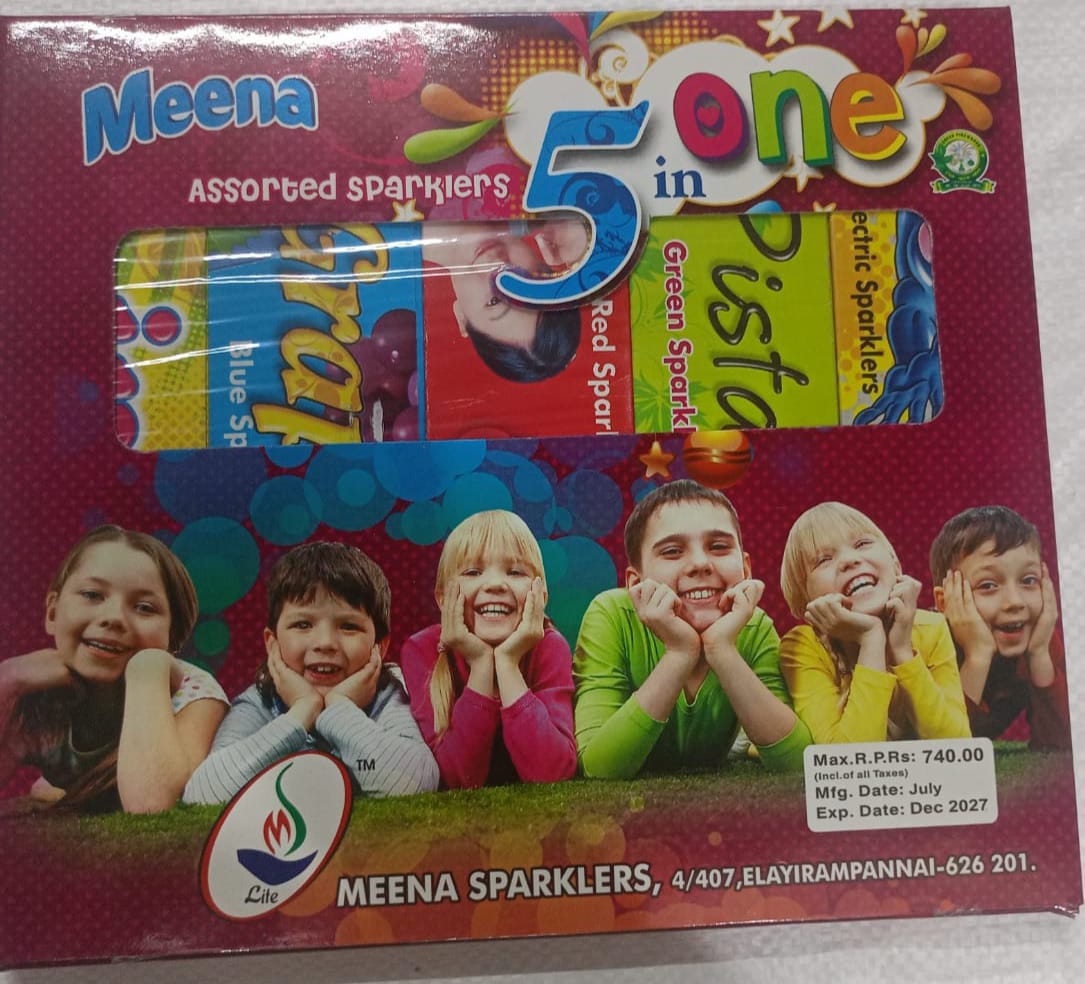 Meena
Assorted Sparklers
5 in one
Blue Sp
Red Spar
Green Sparkl
Pista
ectric Sparklers
TM
Lite
Max.R.P.Rs: 740.00
(Incl.of all Taxes)
Mfg. Date: July
Exp. Date: Dec 2027
MEENA SPARKLERS, 4/407,ELAYIRAMPANNAI-626 201.